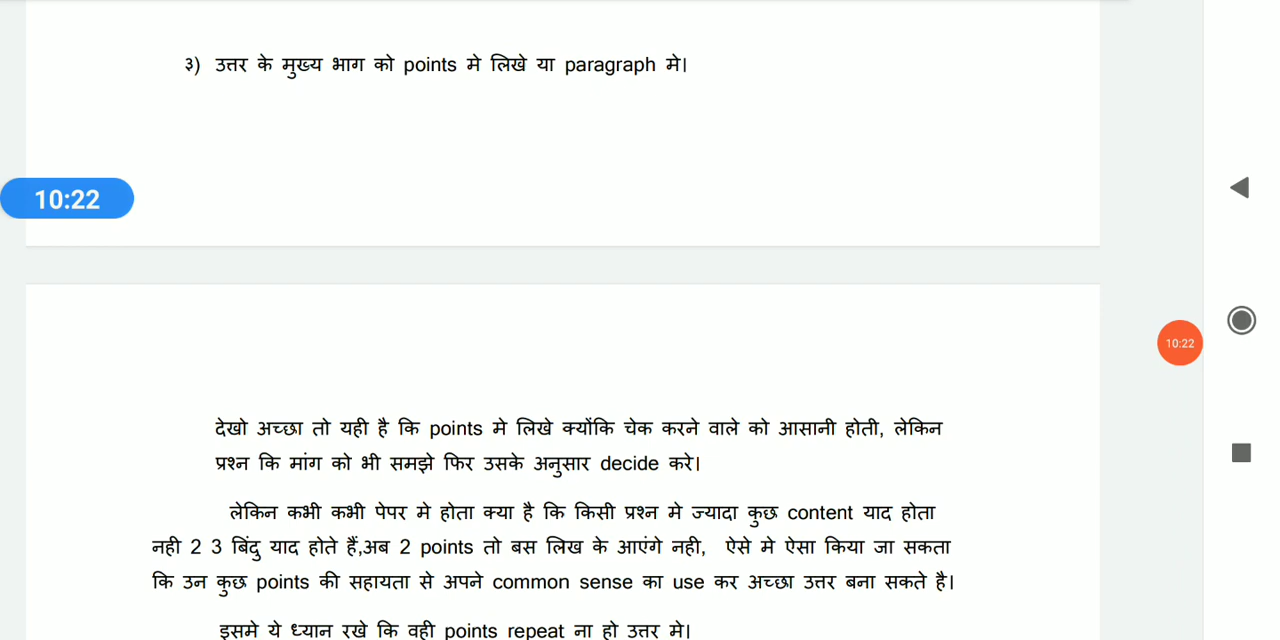 ३) उत्तर के मुख्य भाग को points मे लिखे या paragraph मे।
10:22
10:22
देखो अच्छा तो यही है कि points मे लिखे क्योंकि चेक करने वाले को आसानी होती, लेकिन
प्रश्न कि मांग को भी समझे फिर उसके अनुसार decide करे।
लेकिन कभी कभी पेपर मे होता क्या है कि किसी प्रश्न मे ज्यादा कुछ content याद होता
नही 2 3 बिंदु याद होते हैं,अब 2 points तो बस लिख के आएंगे नही, ऐसे मे ऐसा किया जा सकता
कि उन कुछ points की सहायता से अपने common sense का use कर अच्छा उत्तर बना सकते है।
इसमे ये ध्यान रखे कि वही points repeat ना हो उत्तर मे।